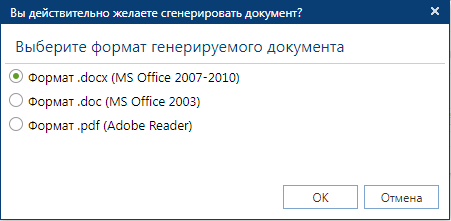 Вы действительно желаете сгенерировать документ?
Выберите формат генерируемого документа
Формат .docx (MS Office 2007-2010)
Формат .doc (MS Office 2003)
Формат .pdf (Adobe Reader)
ОК Отмена